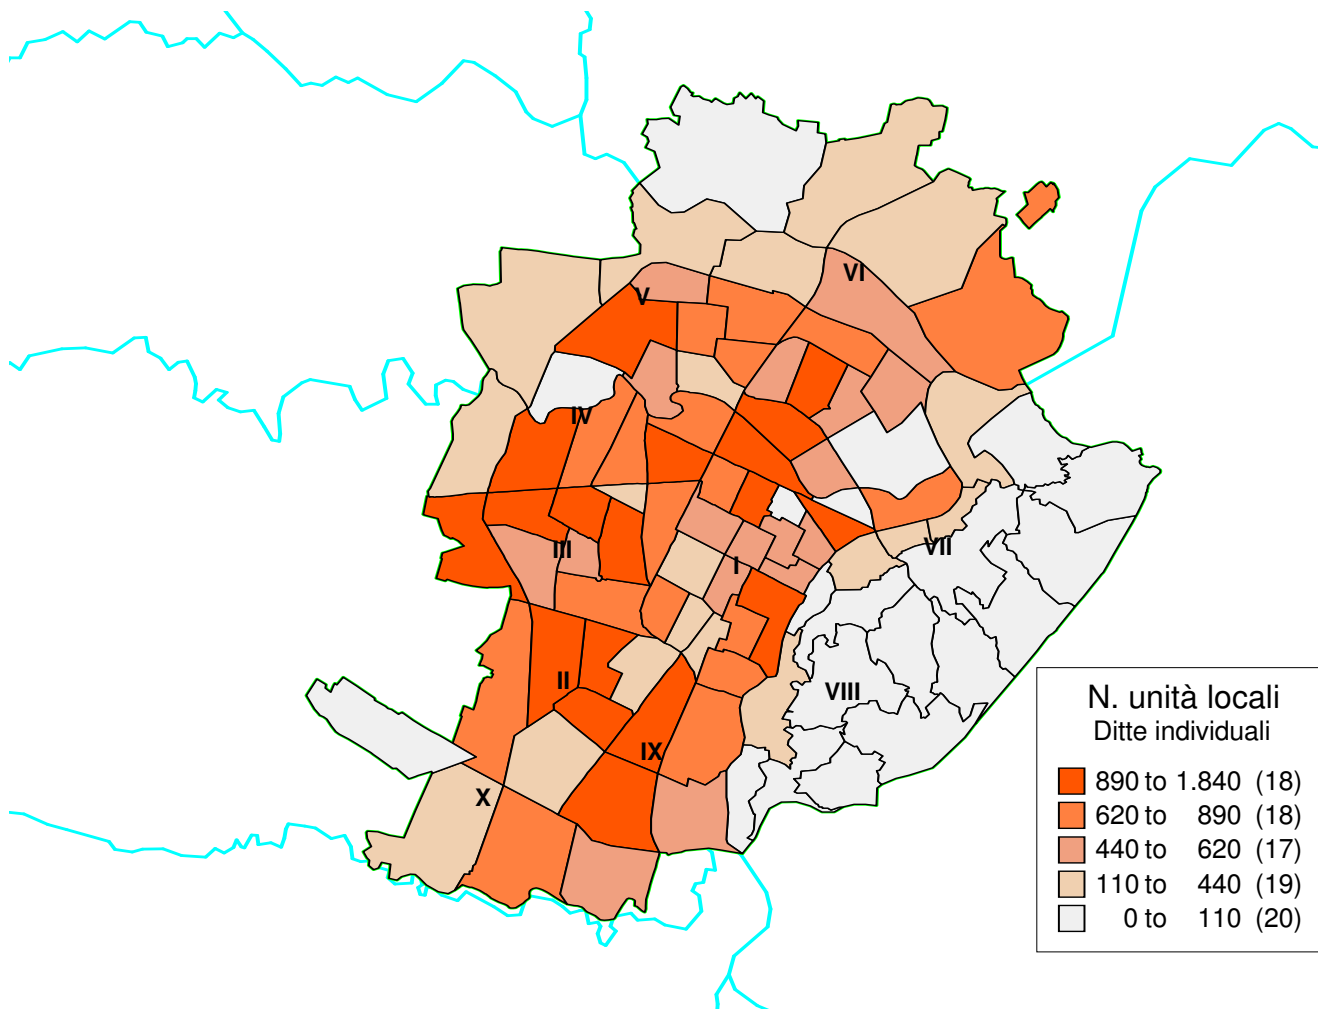 VI
V
IV
III
I
VII
II
VIII
IX
X
N. unità locali
Ditte individuali
890 to 1.840 (18)
620 to 890 (18)
440 to 620 (17)
110 to 440 (19)
0 to 110 (20)